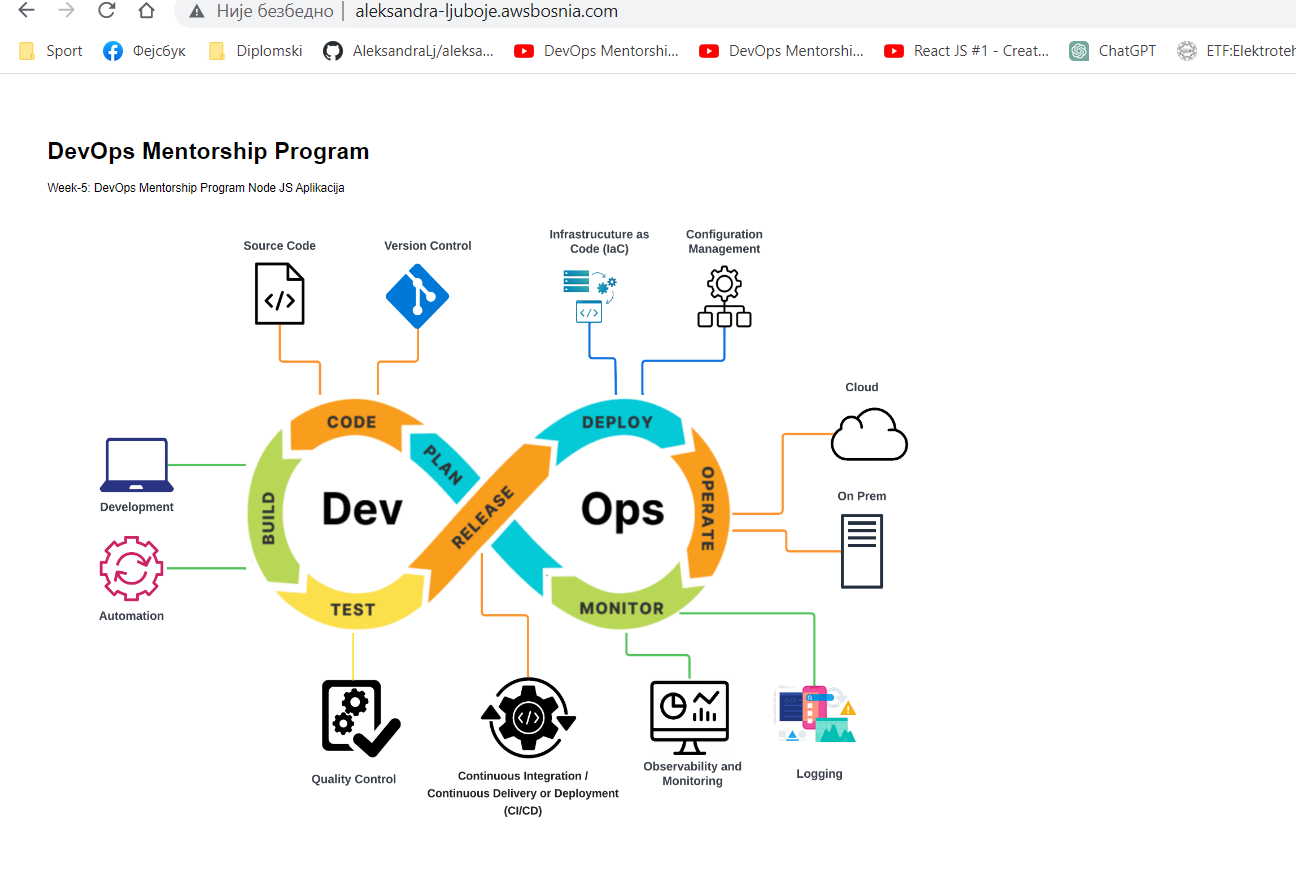 Није безбедно | aleksandra-ljuboje.awsbosnia.com
Sport Фејсбук Diplomski AleksandraLj/aleksa... DevOps Mentorshi... DevOps Mentorshi... React JS #1 - Creat... ChatGPT ETF:Elektroteh
DevOps Mentorship Program
Week-5: DevOps Mentorship Program Node JS Aplikacija
Source Code
Version Control
Infrastrucuture as
Code (IaC)
Configuration
Management
Cloud
On Prem
Development
Automation
CODE
PLAN
BUILD
Dev
TEST
RELEASE
DEPLOY
Ops
OPERATE
MONITOR
Quality Control
Continuous Integration /
Continuous Delivery or Deployment
(CI/CD)
Observability and
Monitoring
Logging